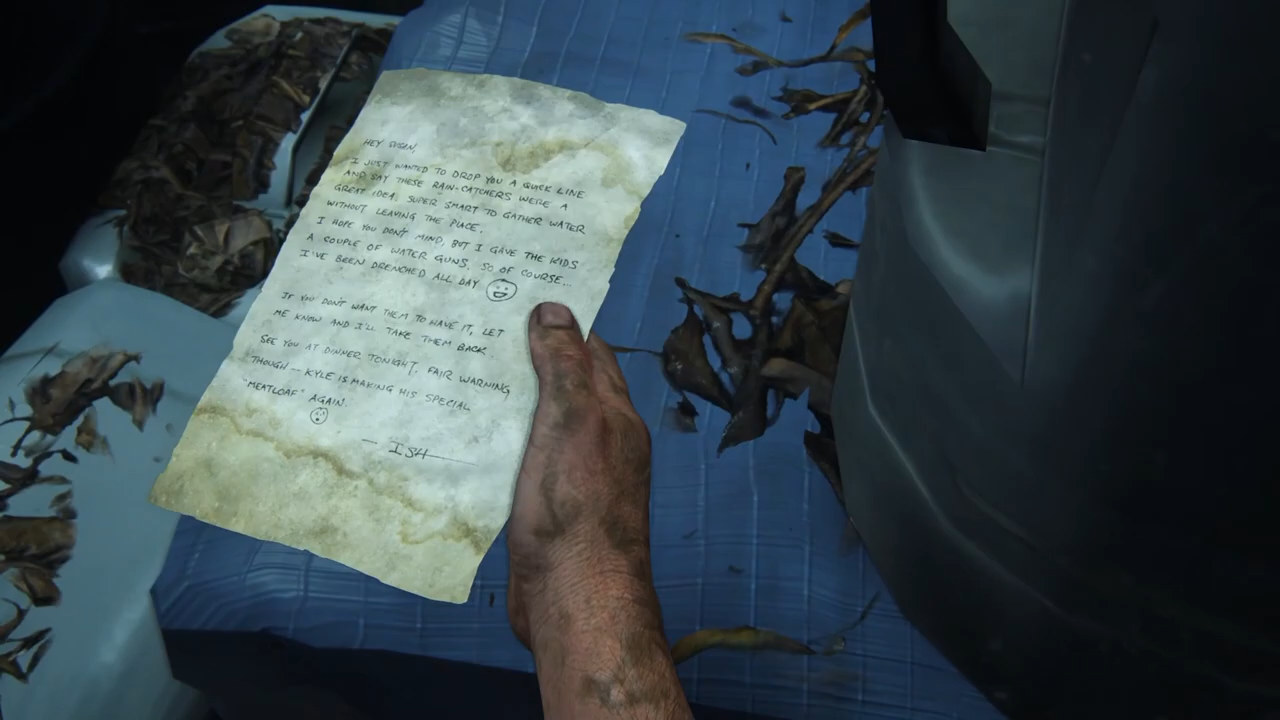 HEY SUSAN,
I JUST WANTED TO DROP YOU A QUICK LINE
AND SAY THESE RAIN-CATCHERS WERE A
GREAT IDEA. SUPER SMART TO GATHER WATER
WITHOUT LEAVING THE PLACE.
I HOPE YOU DON'T MIND, BUT I GAVE THE KIDS
A COUPLE OF WATER GUNS. SO OF COURSE...
I'VE BEEN DRENCHED ALL DAY
IF YOU DON'T WANT THEM TO HAVE IT, LET
ME KNOW AND I'LL TAKE THEM BACK.
SEE YOU AT DINNER TONIGHT. FAIR WARNING
THOUGH -- KYLE IS MAKING HIS SPECIAL
"MEATLOAF" AGAIN.
— ISH